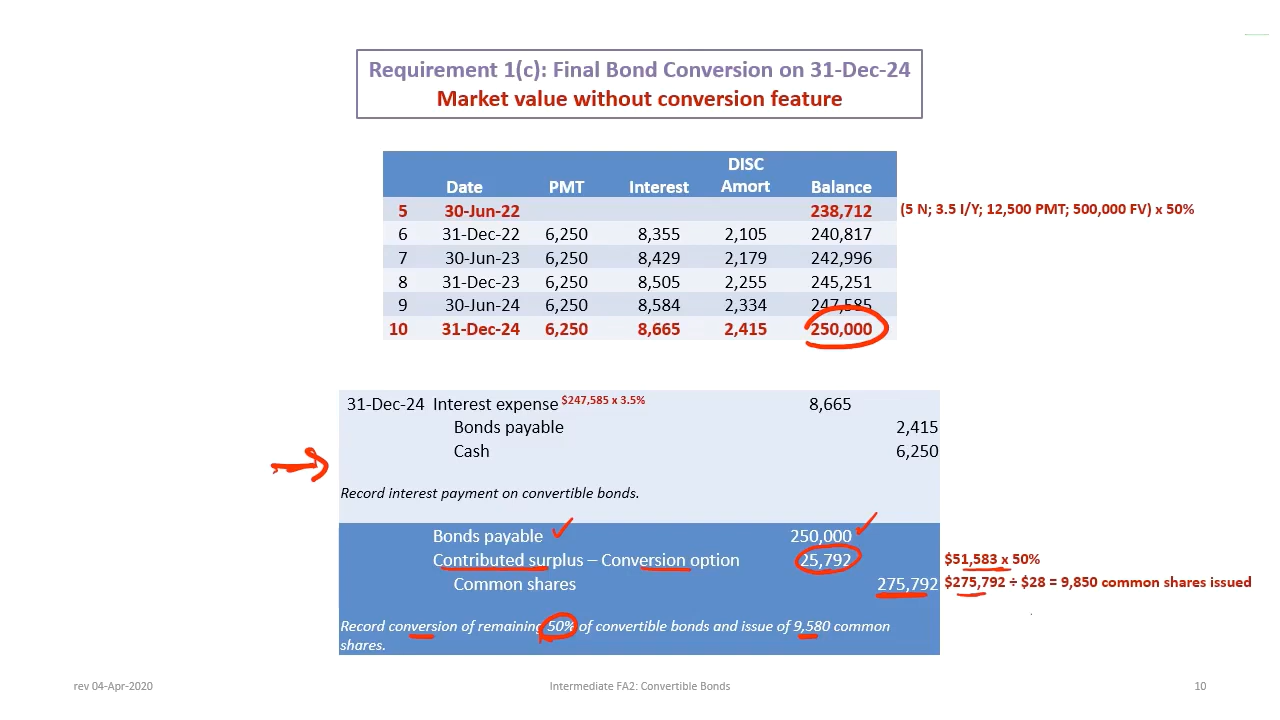 Requirement 1(c): Final Bond Conversion on 31-Dec-24
Market value without conversion feature
DISC
Date PMT Interest Amort Balance
5 30-Jun-22 238,712 (5 N; 3.5 I/Y; 12,500 PMT; 500,000 FV) x 50%
6 31-Dec-22 6,250 8,355 2,105 240,817
7 30-Jun-23 6,250 8,429 2,179 242,996
8 31-Dec-23 6,250 8,505 2,255 245,251
9 30-Jun-24 6,250 8,584 2,334 247,585
10 31-Dec-24 6,250 8,665 2,415 250,000
31-Dec-24 Interest expense $247,585 x 3.5% 8,665
Bonds payable 2,415
Cash 6,250
Record interest payment on convertible bonds.
Bonds payable 250,000
Contributed surplus – Conversion option 25,792 $51,583 x 50%
Common shares 275,792 $275,792 ÷ $28 = 9,850 common shares issued
Record conversion of remaining 50% of convertible bonds and issue of 9,580 common
shares.
rev 04-Apr-2020 Intermediate FA2: Convertible Bonds 10